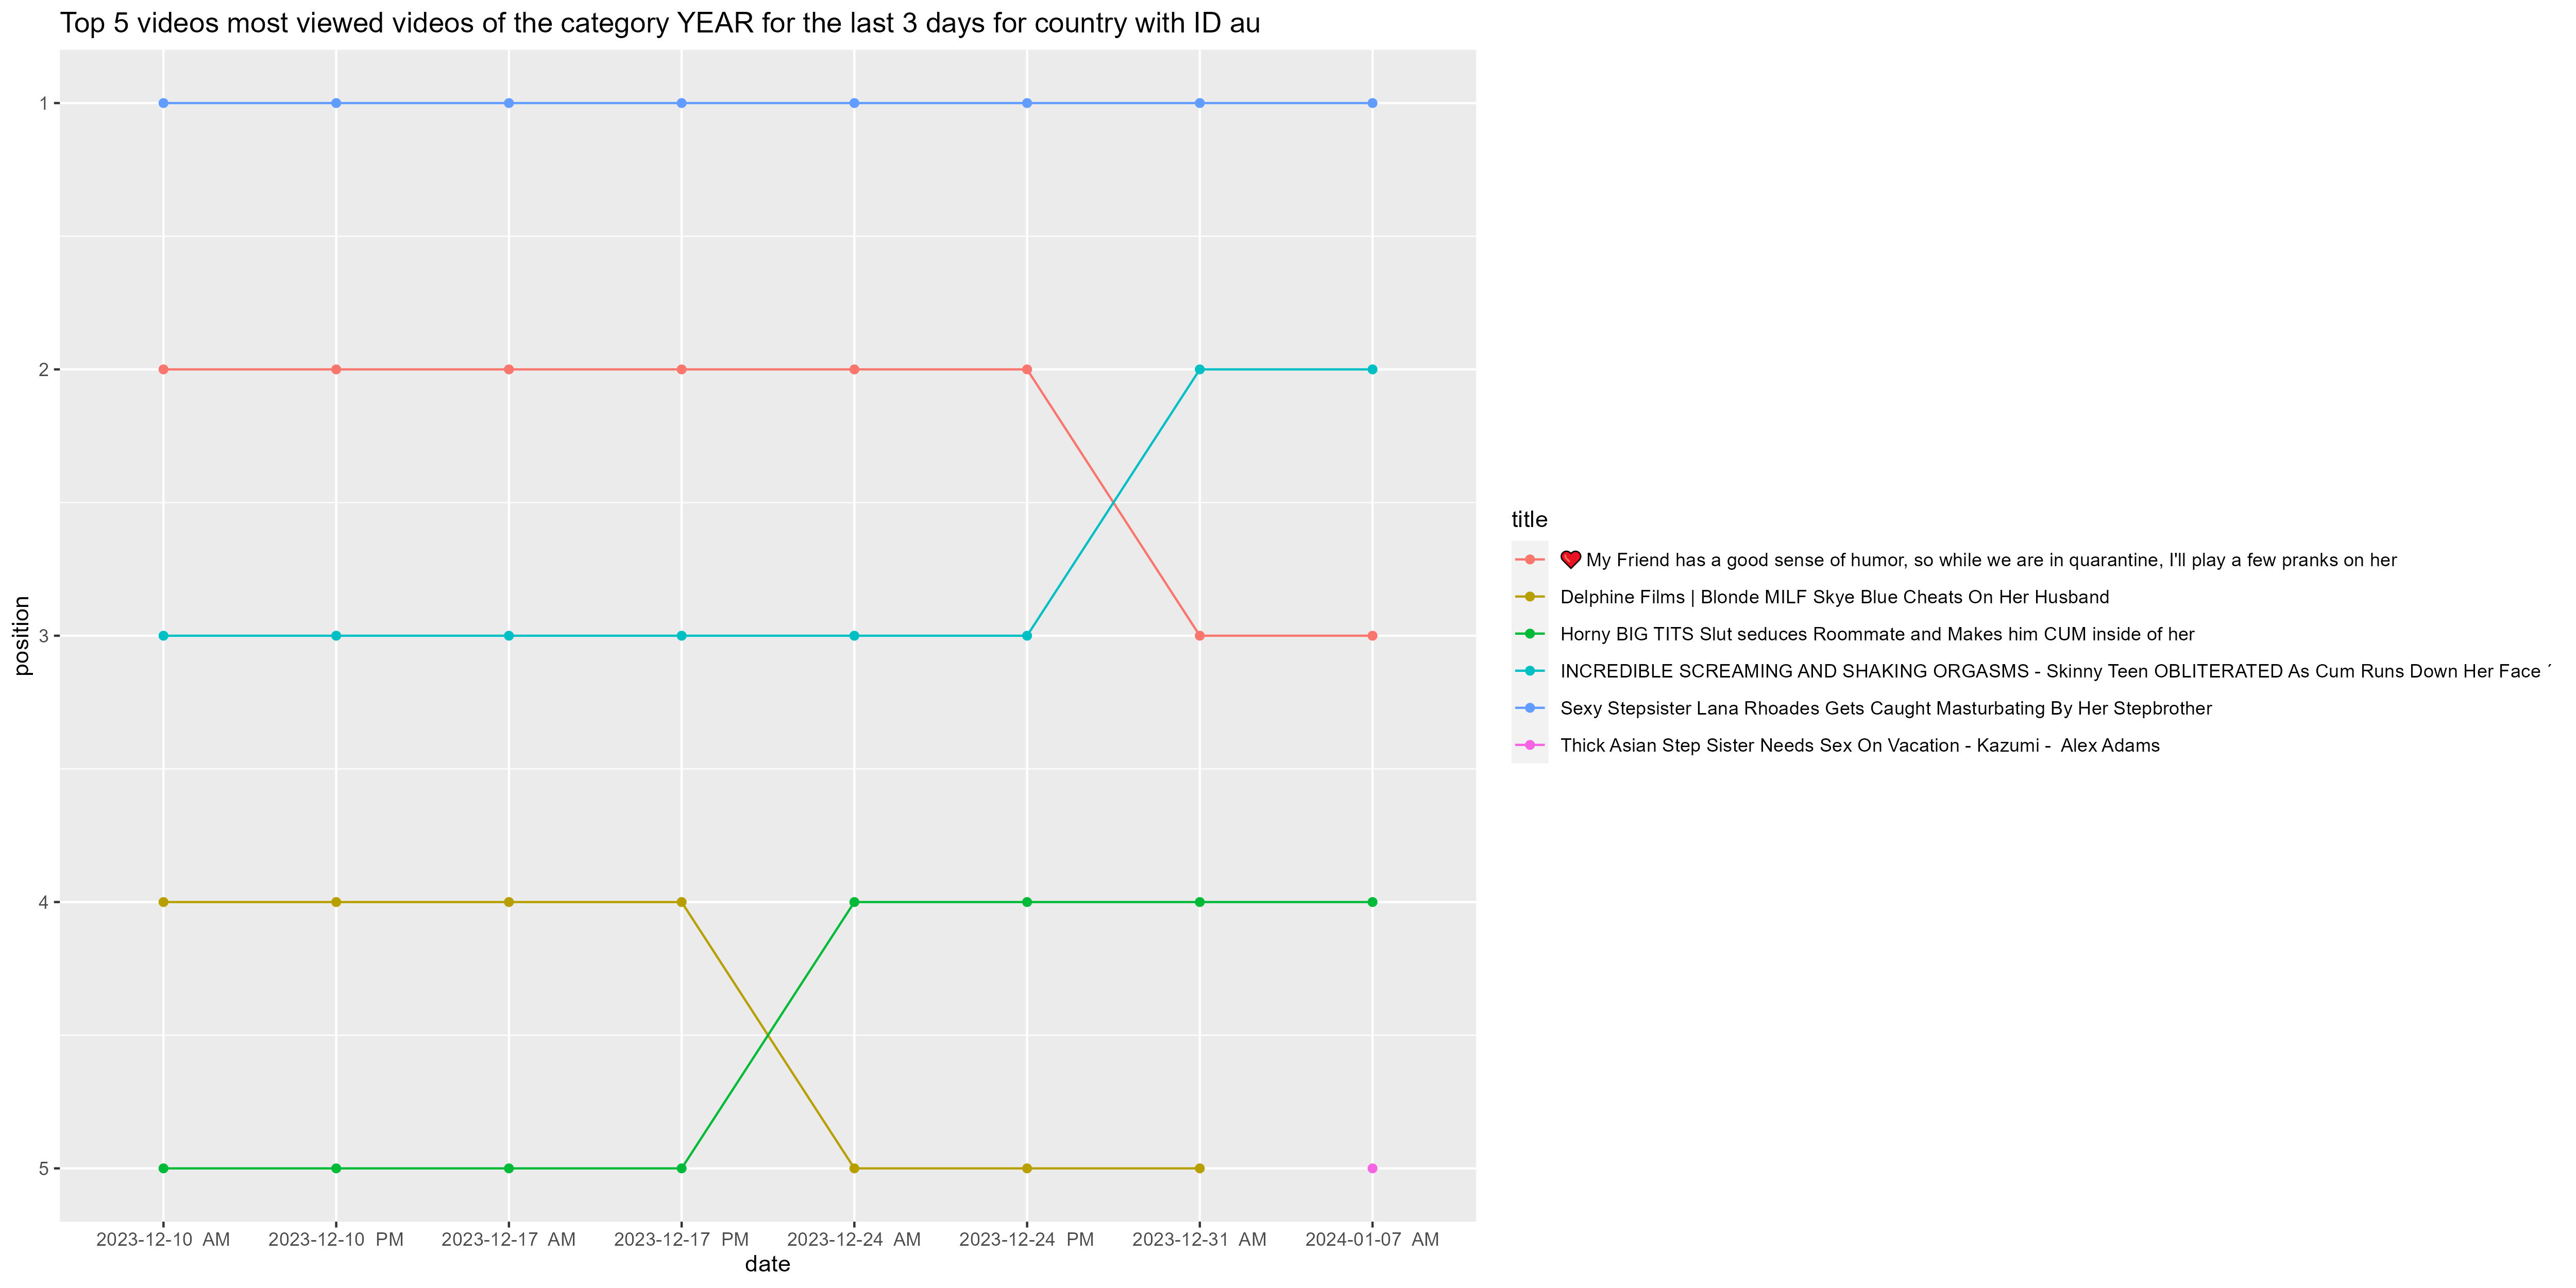 Top 5 videos most viewed videos of the category YEAR for the last 3 days for country with ID au
position
1
2
3
4
5
2023-12-10 AM
2023-12-10 PM
2023-12-17 AM
2023-12-17 PM
2023-12-24 AM
2023-12-24 PM
2023-12-31 AM
2024-01-07 AM
date
title
❤ My Friend has a good sense of humor, so while we are in quarantine, I'll play a few pranks on her
Delphine Films | Blonde MILF Skye Blue Cheats On Her Husband
Horny BIG TITS Slut seduces Roommate and Makes him CUM inside of her
INCREDIBLE SCREAMING AND SHAKING ORGASMS - Skinny Teen OBLITERATED As Cum Runs Down Her Face
Sexy Stepsister Lana Rhoades Gets Caught Masturbating By Her Stepbrother
Thick Asian Step Sister Needs Sex On Vacation - Kazumi - Alex Adams